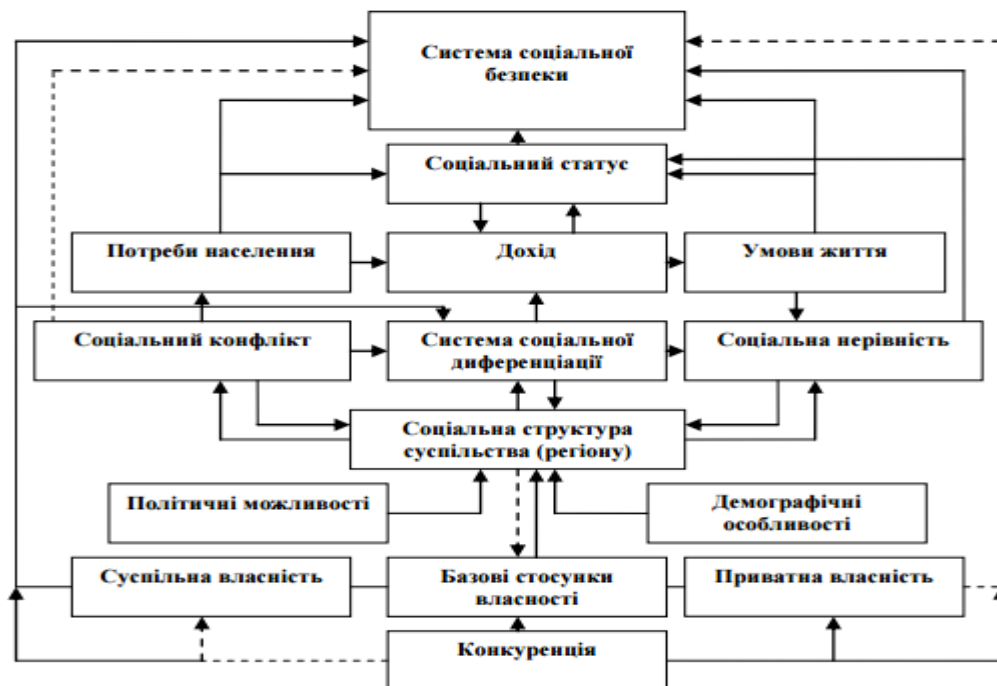 Система соціальної
безпеки
Соціальний статус
Потреби населення
Дохід
Умови життя
Соціальний конфлікт
Система соціальної
диференціації
Соціальна нерівність
Соціальна структура
суспільства (регіону)
Політичні можливості
Демографічні
особливості
Суспільна власність
Базові стосунки
власності
Приватна власність
Конкуренція